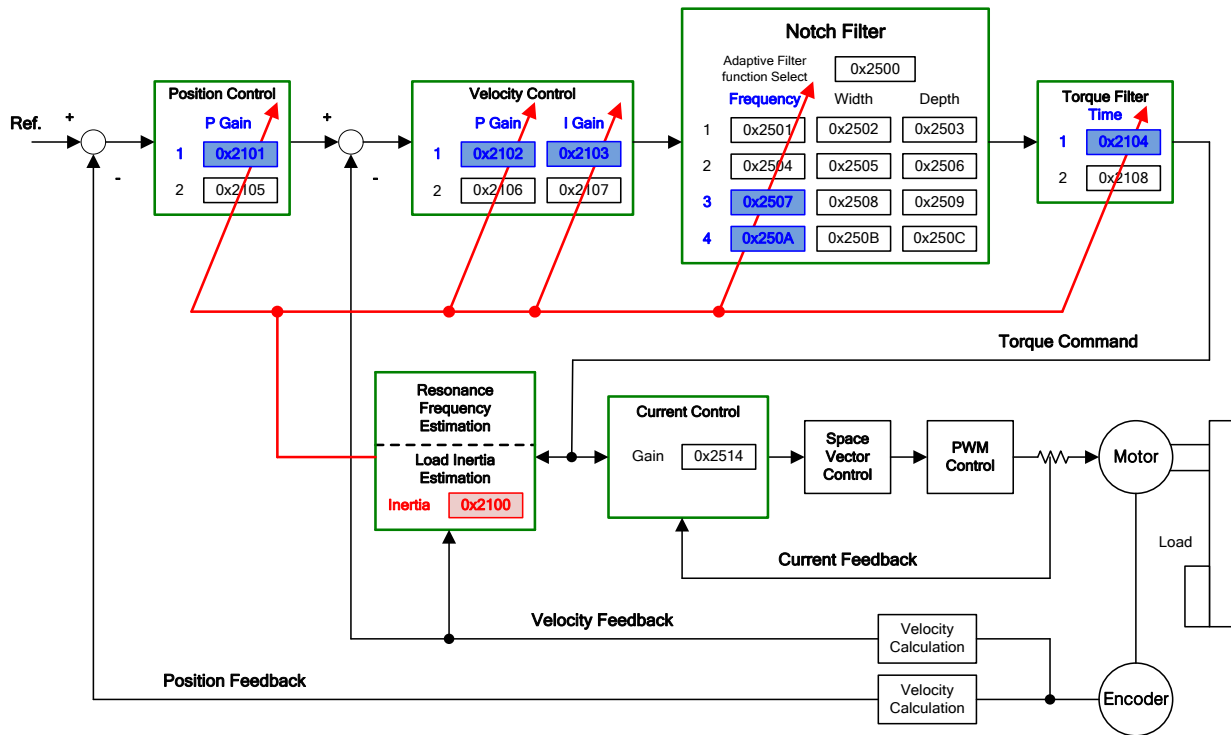 Notch Filter
Adaptive Filter
function Select
0x2500
Frequency Width Depth
1 0x2501 0x2502 0x2503
2 0x2504 0x2505 0x2506
3 0x2507 0x2508 0x2509
4 0x250A 0x250B 0x250C
Ref.
+
-
Position Control
P Gain
1 0x2101
2 0x2105
+
-
Velocity Control
P Gain I Gain
1 0x2102 0x2103
2 0x2106 0x2107
Torque Filter
Time
1 0x2104
2 0x2108
Torque Command
Resonance
Frequency
Estimation
Load Inertia
Estimation
Inertia 0x2100
Current Control
Gain 0x2514
Space
Vector
Control
PWM
Control
Motor
Load
Current Feedback
Velocity Feedback
Velocity
Calculation
Position Feedback
Velocity
Calculation
Encoder